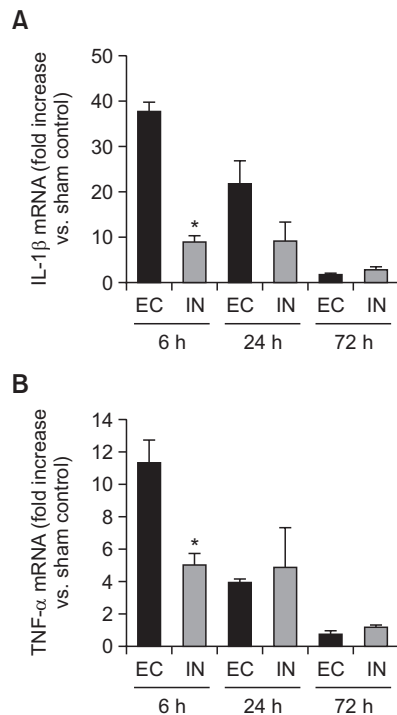 A
IL-1β mRNA (fold increase
vs. sham control)
50
40
30
20
10
0
*
EC IN EC IN EC IN
6 h 24 h 72 h
B
TNF-α mRNA (fold increase
vs. sham control)
14
12
10
8
6
4
2
0
*
EC IN EC IN EC IN
6 h 24 h 72 h